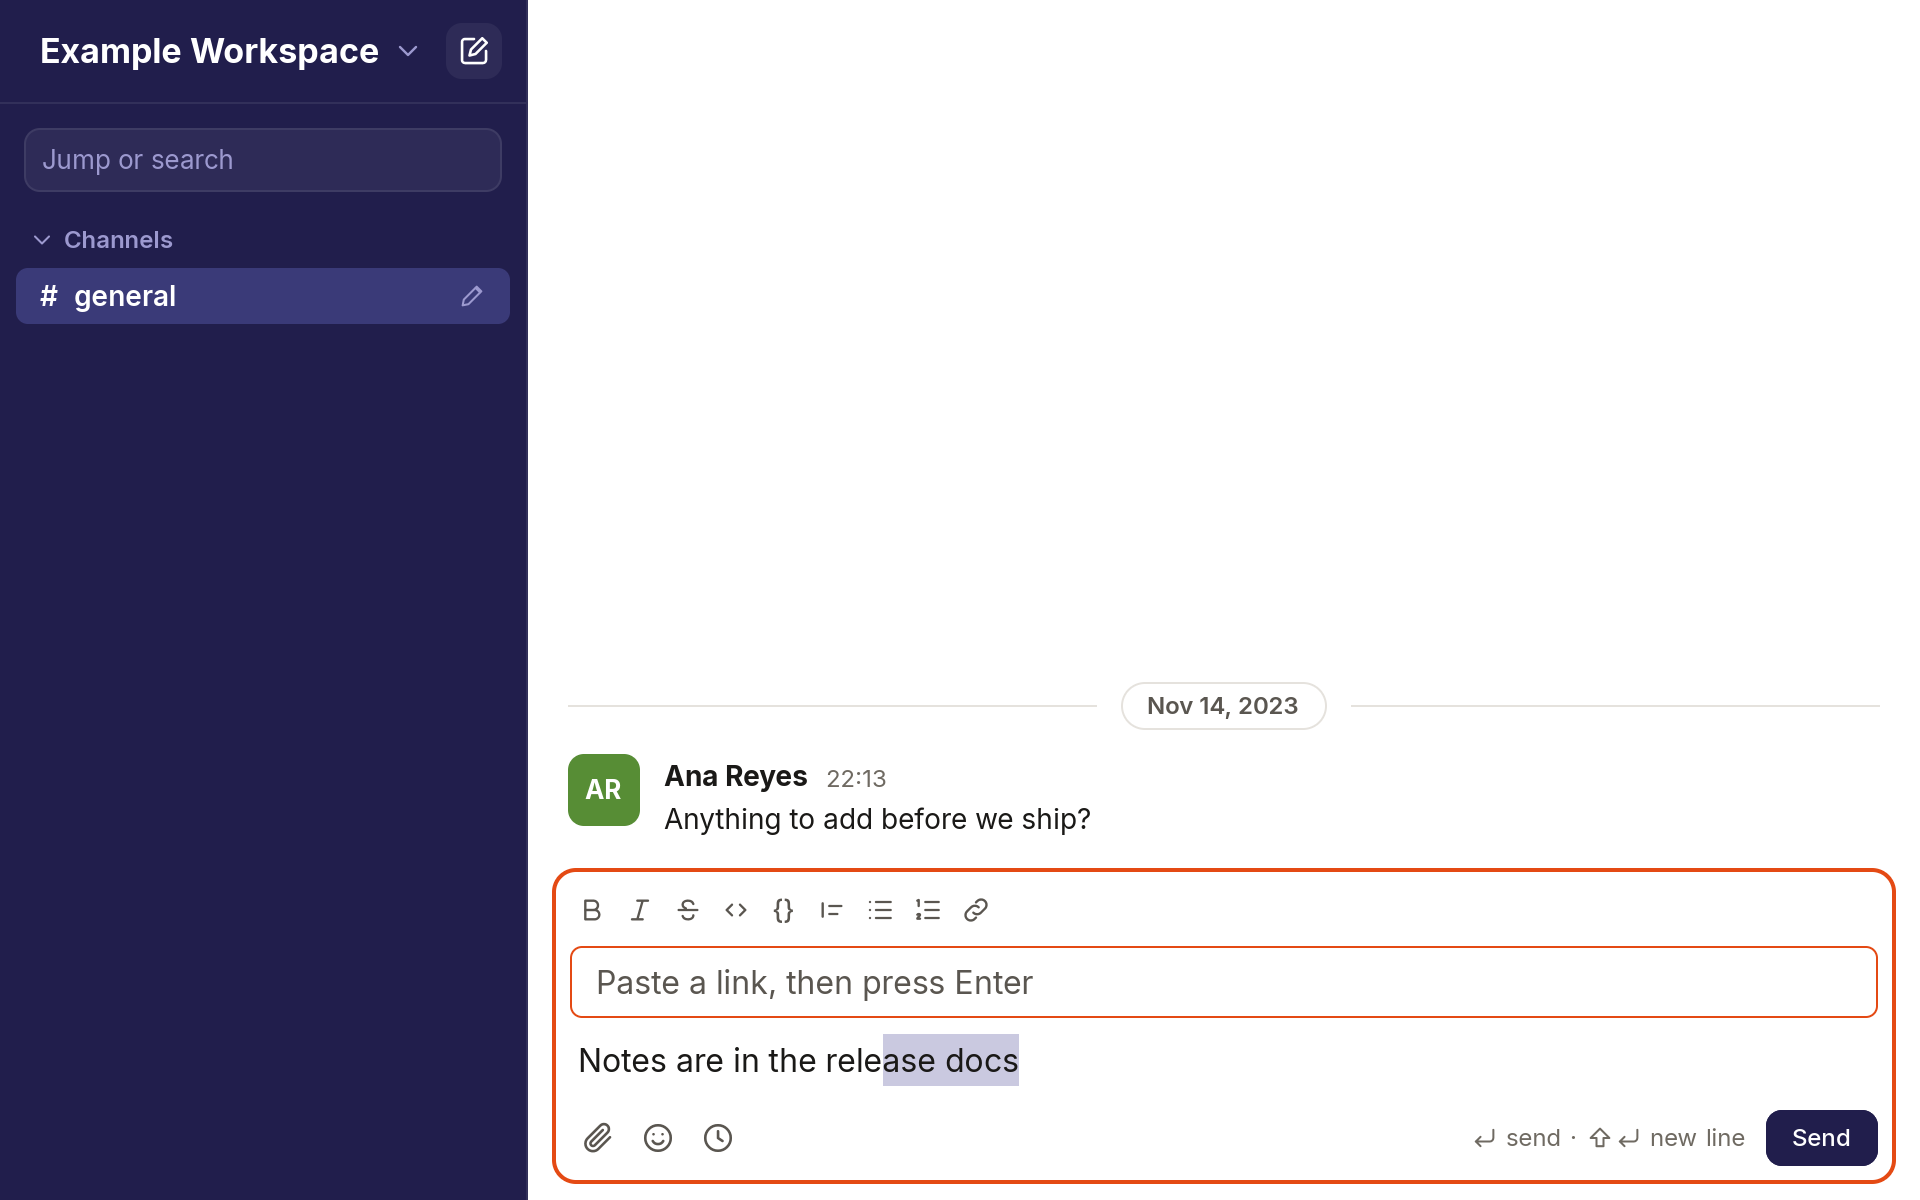 Example Workspace
Jump or search
Channels
# general
Nov 14, 2023
AR
Ana Reyes 22:13
Anything to add before we ship?
Paste a link, then press Enter
Notes are in the release docs
send · new line
Send